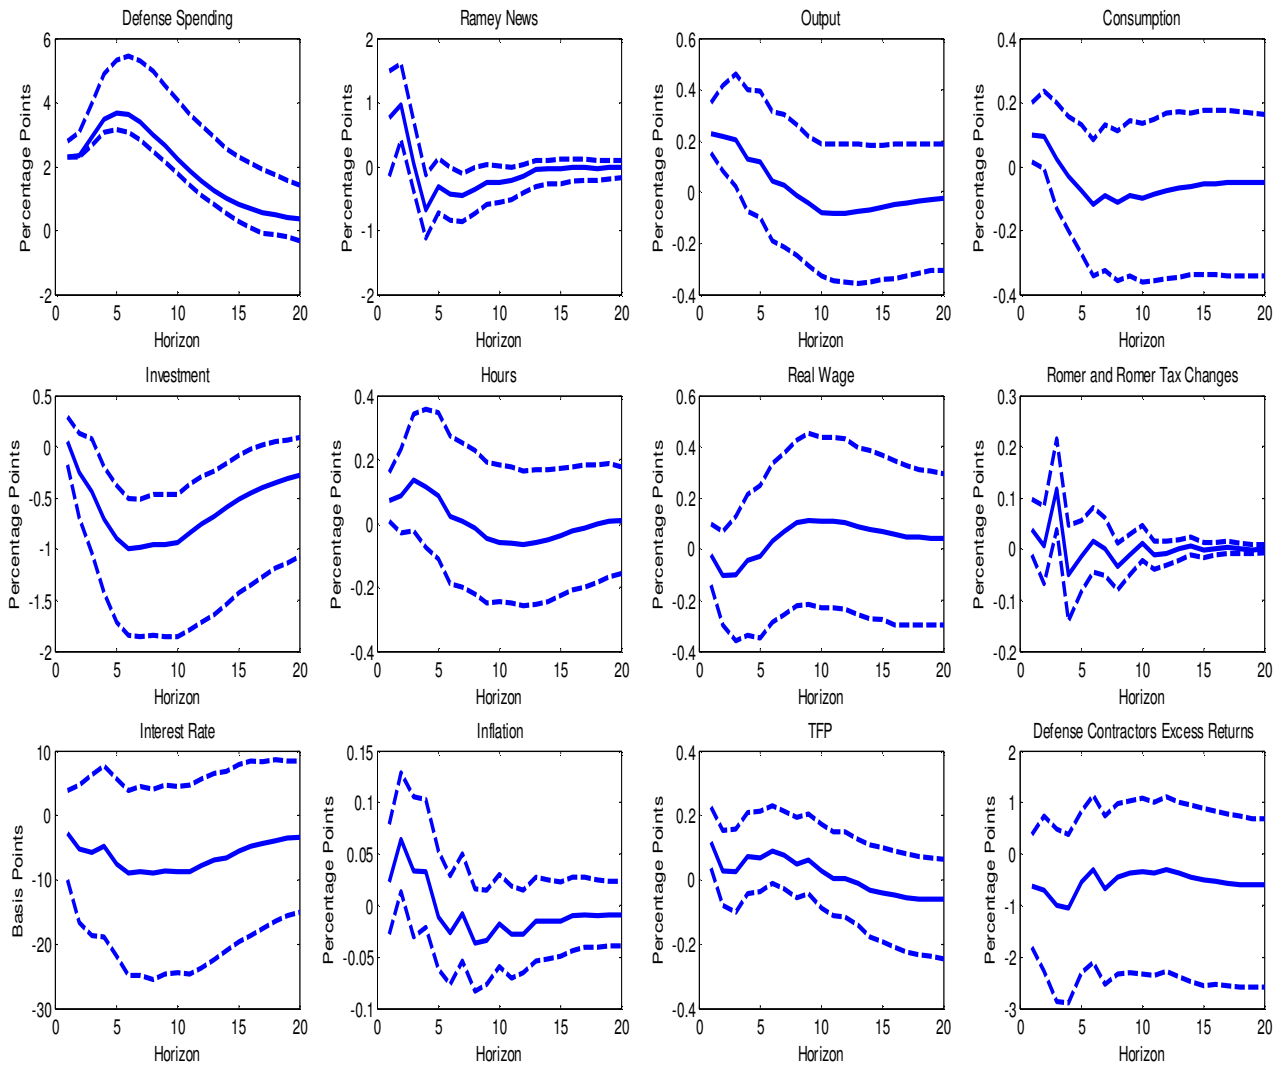 Defense Spending
Percentage Points
6
4
2
0
-2
0 5 10 15 20
Horizon
Ramey News
Percentage Points
2
1
0
-1
-2
0 5 10 15 20
Horizon
Output
Percentage Points
0.6
0.4
0.2
0
-0.2
-0.4
0 5 10 15 20
Horizon
Consumption
Percentage Points
0.4
0.2
0
-0.2
-0.4
0 5 10 15 20
Horizon
Investment
Percentage Points
0.5
0
-0.5
-1
-1.5
-2
0 5 10 15 20
Horizon
Hours
Percentage Points
0.4
0.2
0
-0.2
-0.4
0 5 10 15 20
Horizon
Real Wage
Percentage Points
0.6
0.4
0.2
0
-0.2
-0.4
0 5 10 15 20
Horizon
Romer and Romer Tax Changes
Percentage Points
0.3
0.2
0.1
0
-0.1
-0.2
0 5 10 15 20
Horizon
Interest Rate
Basis Points
10
0
-10
-20
-30
0 5 10 15 20
Horizon
Inflation
Percentage Points
0.15
0.1
0.05
0
-0.05
-0.1
0 5 10 15 20
Horizon
TFP
Percentage Points
0.4
0.2
0
-0.2
-0.4
0 5 10 15 20
Horizon
Defense Contractors Excess Returns
Percentage Points
2
1
0
-1
-2
-3
0 5 10 15 20
Horizon